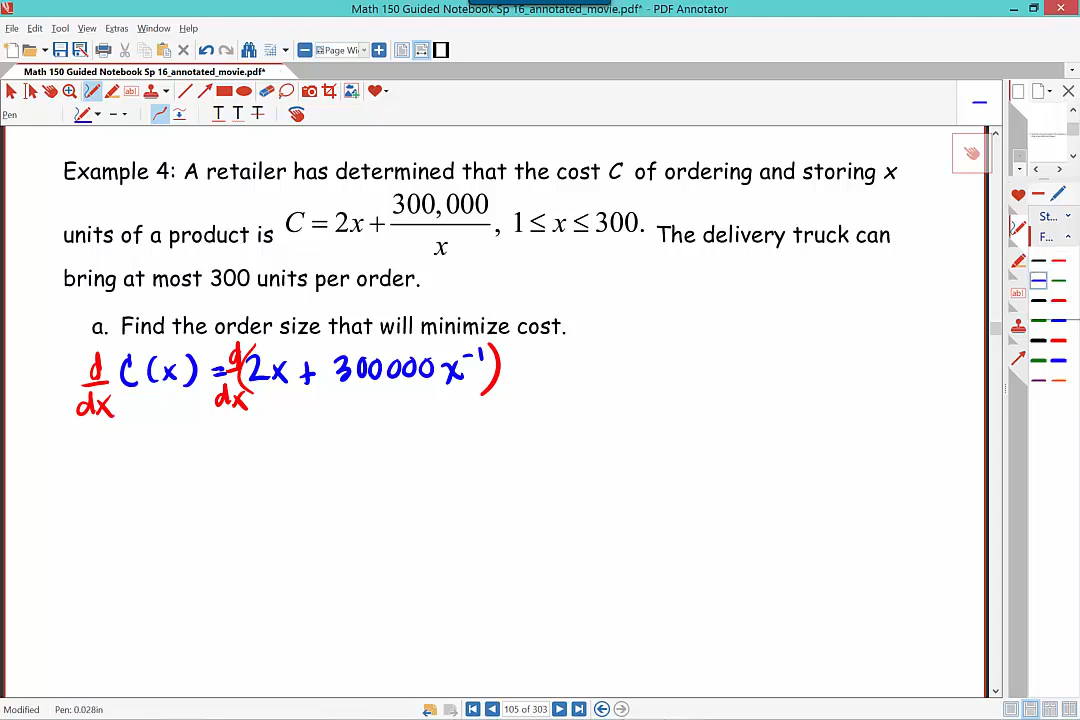 Math 150 Guided Notebook Sp 16_annotated_movie.pdf* - PDF Annotator
File Edit Tool View Extras Window Help
Page Wi
Math 150 Guided Notebook Sp 16_annotated_movie.pdf*
Pen
Example 4: A retailer has determined that the cost C of ordering and storing x
units of a product is C = 2x + 300,000/x, 1 ≤ x ≤ 300. The delivery truck can
bring at most 300 units per order.
a. Find the order size that will minimize cost.
d/dx C(x) = d/dx (2x + 300000x⁻¹)
St...
F...
Modified Pen: 0.028in 105 of 303